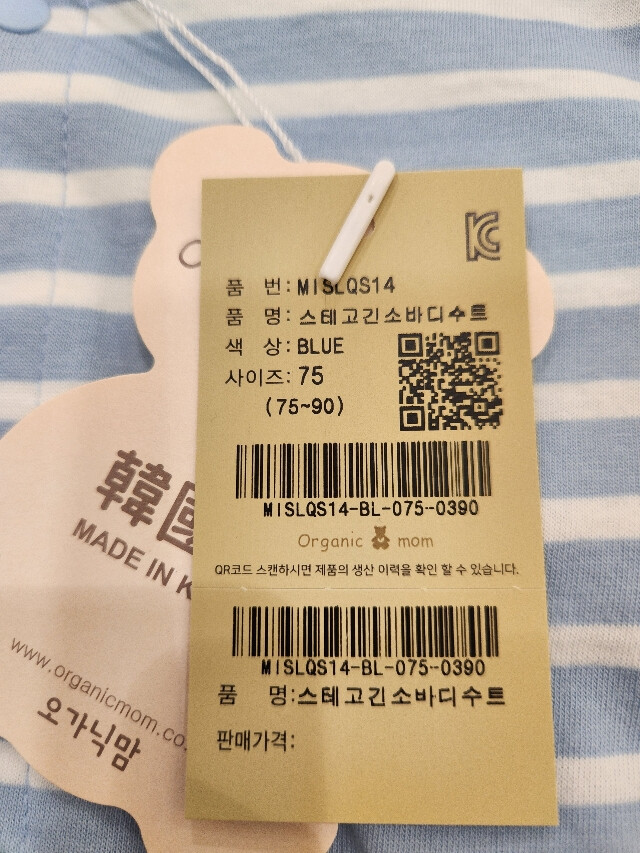 품 번: MISLQS14
품 명: 스테고긴소바디수트
색 상: BLUE
사이즈: 75
(75~90)
MISLQS14-BL-075--0390
Organic mom
QR코드 스캔하시면 제품의 생산 이력을 확인 할 수 있습니다.
MISLQS14-BL-075--0390
품 명:스테고긴소바디수트
판매가격:
韓國
MADE IN K
www.organicmom.co.
오가닉맘